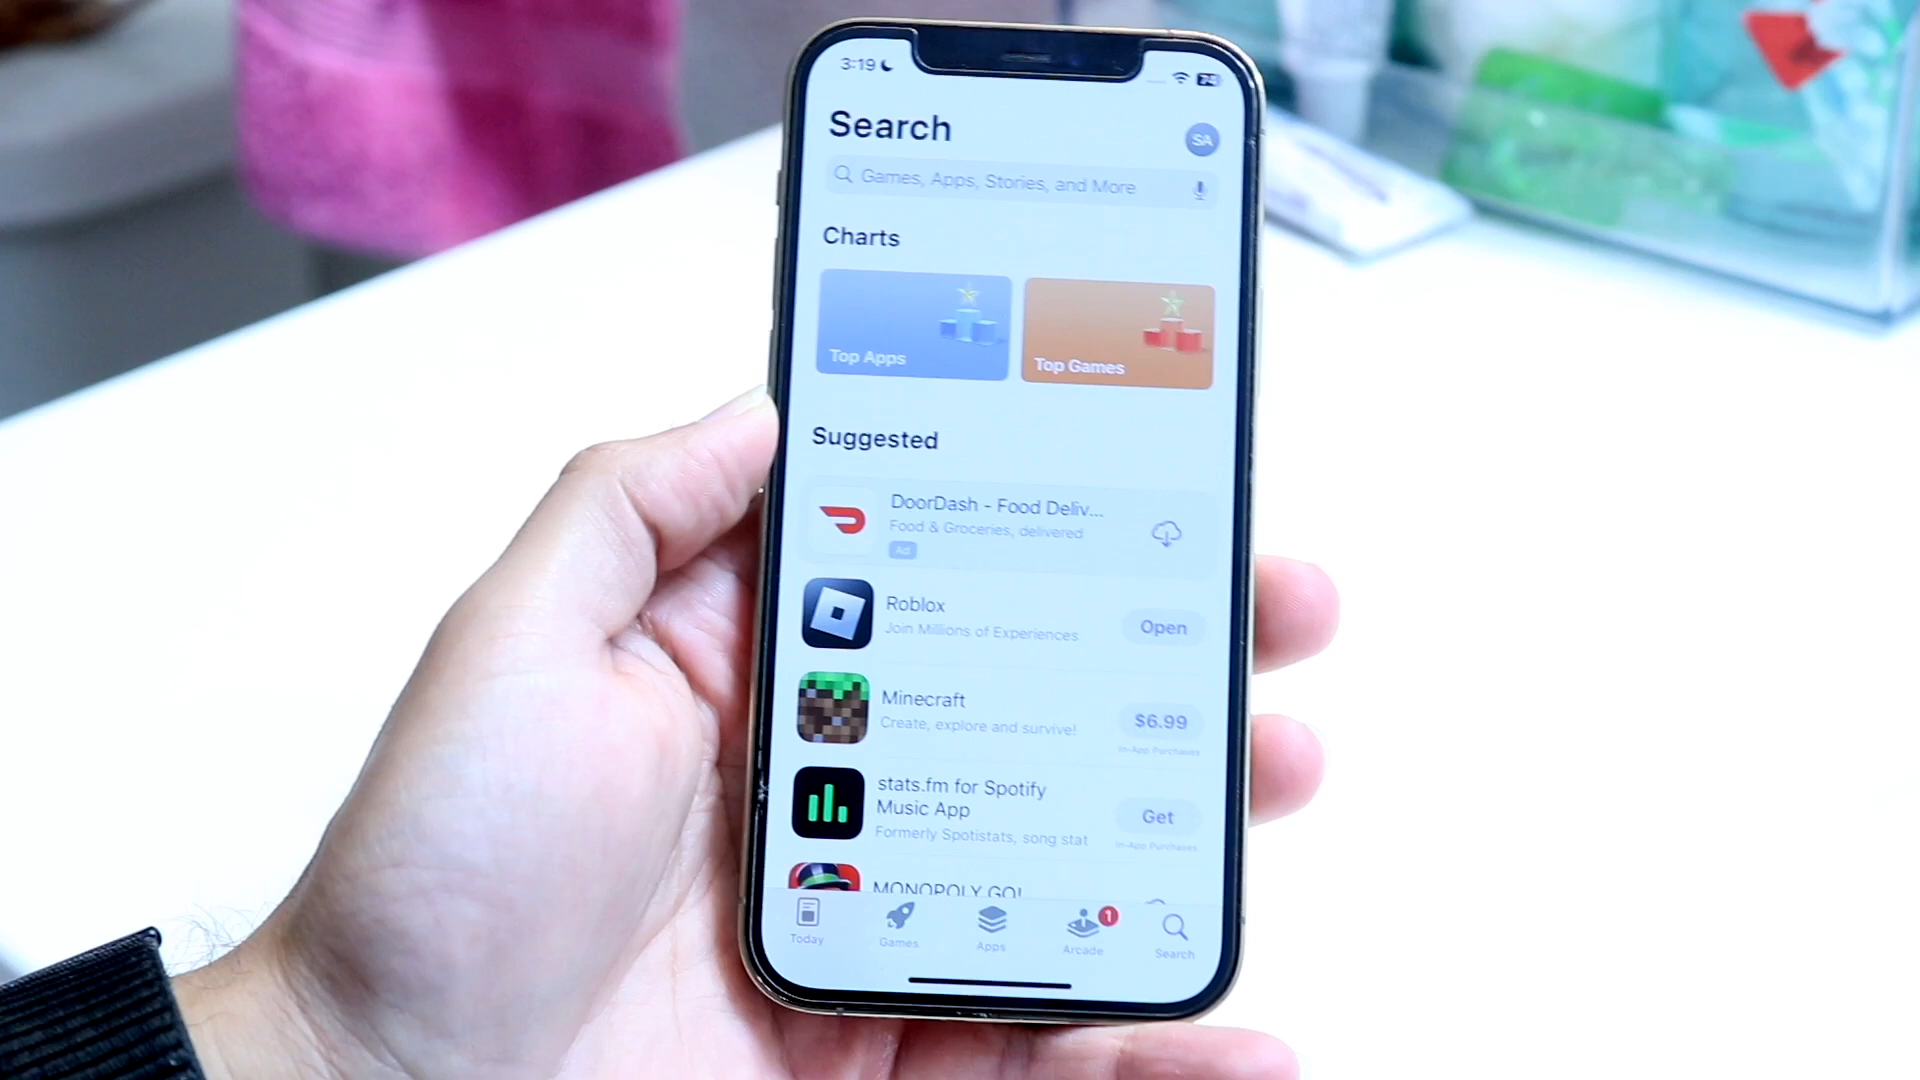 3:19
74
Search
SA
Games, Apps, Stories, and More
Charts
Top Apps
Top Games
Suggested
DoorDash - Food Deliv...
Food & Groceries, delivered
Ad
Roblox
Join Millions of Experiences
Open
Minecraft
Create, explore and survive!
$6.99
In-App Purchases
stats.fm for Spotify
Music App
Formerly Spotistats, song stat
Get
In-App Purchases
MONOPOLY GO!
Today
Games
Apps
1
Arcade
Search